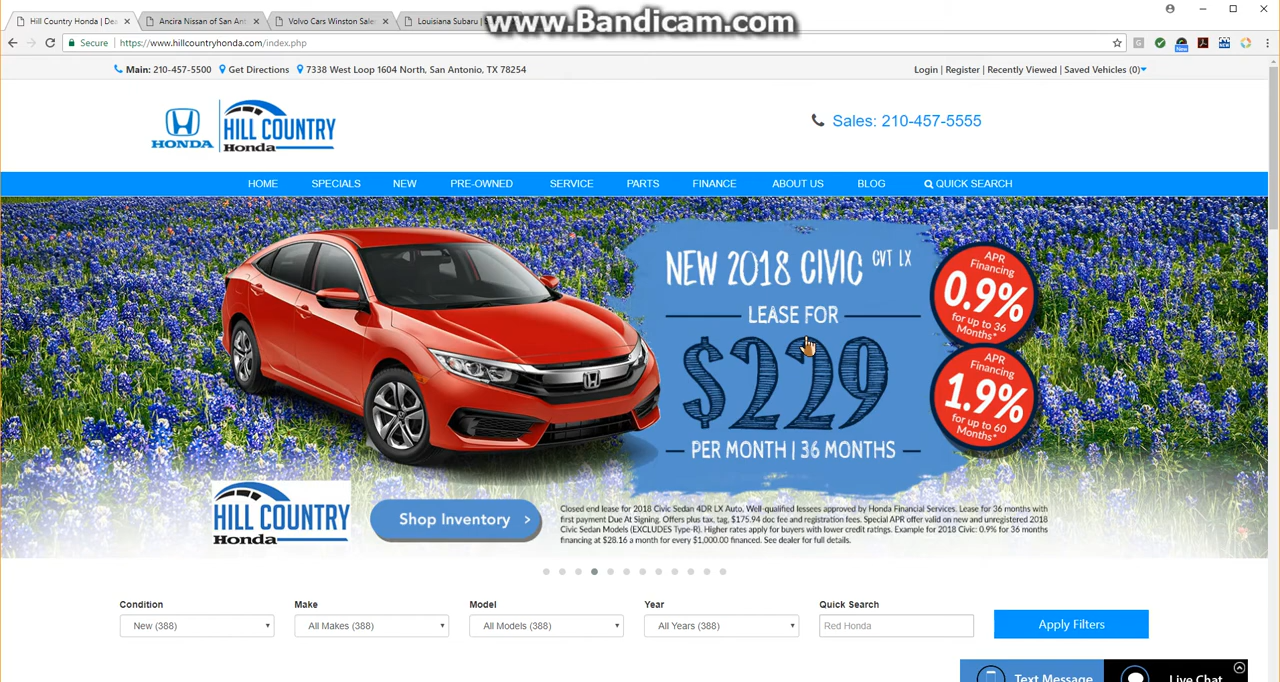 Hill Country Honda | Dea
Ancira Nissan of San Ant
Volvo Cars Winston Sale
Louisiana Subaru |
www.Bandicam.com
Secure
https://www.hillcountryhonda.com/index.php
Main: 210-457-5500 Get Directions 7338 West Loop 1604 North, San Antonio, TX 78254
Login | Register | Recently Viewed | Saved Vehicles (0)
HONDA
HILL COUNTRY
Honda
Sales: 210-457-5555
HOME SPECIALS NEW PRE-OWNED SERVICE PARTS FINANCE ABOUT US BLOG QUICK SEARCH
NEW 2018 CIVIC CVT LX
LEASE FOR
$229
PER MONTH | 36 MONTHS
APR
Financing
0.9%
for up to 36
Months*
APR
Financing
1.9%
for up to 60
Months*
HILL COUNTRY
Honda
Shop Inventory >
Closed end lease for 2018 Civic Sedan 4DR LX Auto, Well-qualified lessees approved by Honda Financial Services. Lease for 36 months with
first payment Due At Signing. Offers plus tax, tag, $175.94 doc fee and registration fees. Special APR offer valid on new and unregistered 2018
Civic Sedan Models (EXCLUDES Type-R). Higher rates apply for buyers with lower credit ratings. Example for 2018 Civic: 0.9% for 36 months
financing at $28.16 a month for every $1,000.00 financed. See dealer for full details.
Condition Make Model Year Quick Search
New (388) All Makes (388) All Models (388) All Years (388) Red Honda Apply Filters
Text Message Live Chat